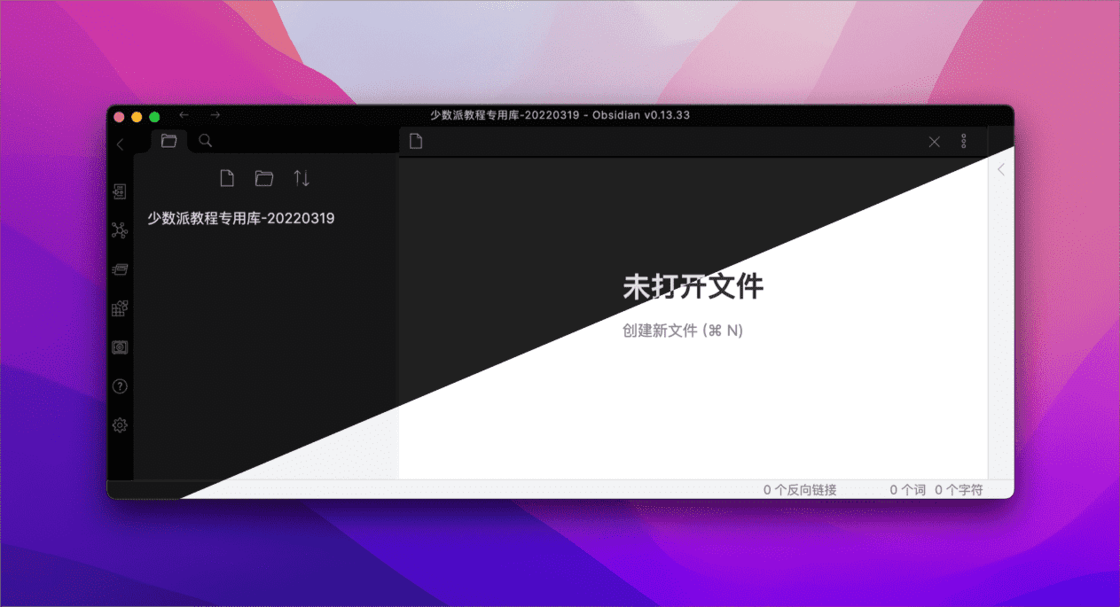 少数派教程专用库-20220319 - Obsidian v0.13.33
少数派教程专用库-20220319
未打开文件
创建新文件 (⌘ N)
0 个反向链接 0 个词 0 个字符